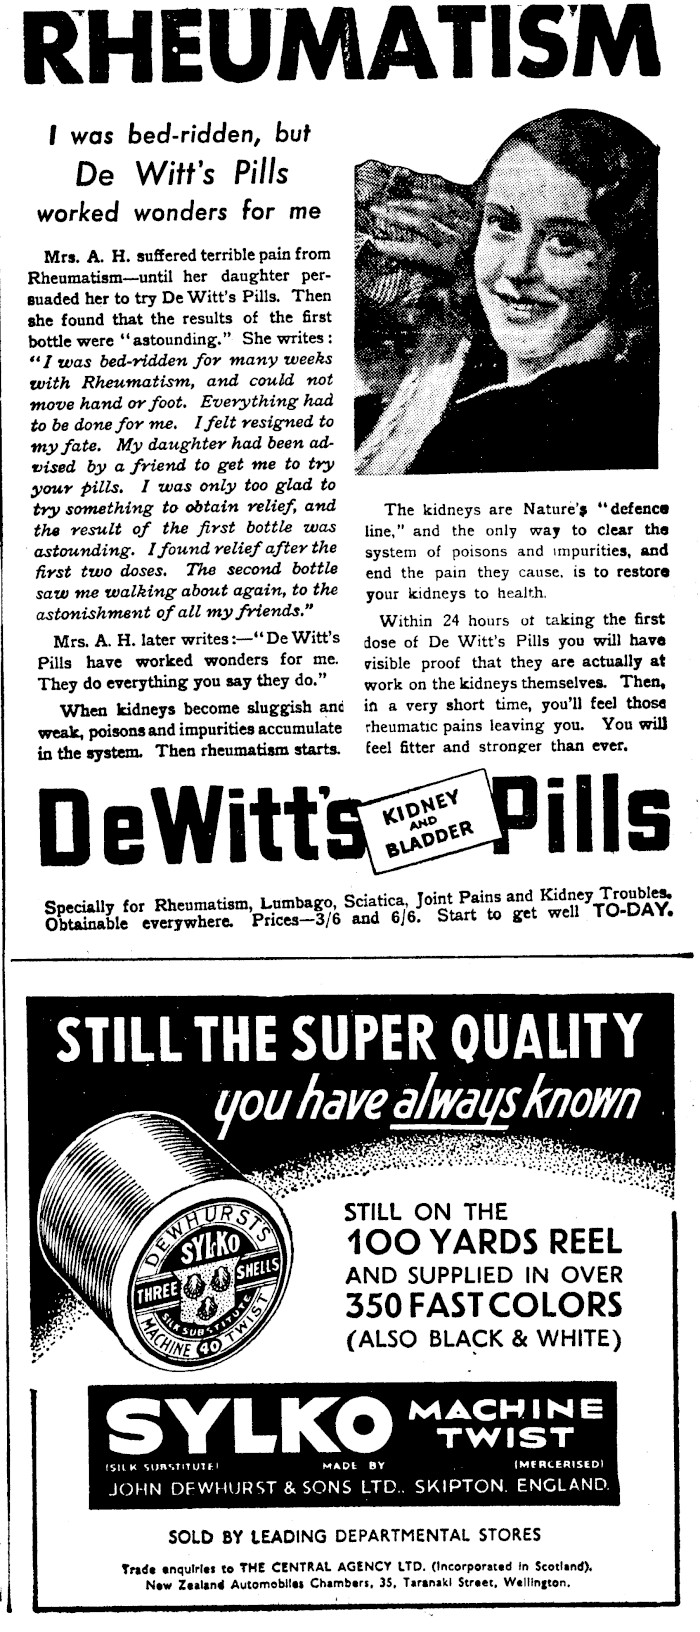 RHEUMATISM
I was bed-ridden, but
De Witt's Pills
worked wonders for me
Mrs. A. H. suffered terrible pain from
Rheumatism—until her daughter per-
suaded her to try De Witt's Pills. Then
she found that the results of the first
bottle were "astounding." She writes:
"I was bed-ridden for many weeks
with Rheumatism, and could not
move hand or foot. Everything had
to be done for me. I felt resigned to
my fate. My daughter had been ad-
vised by a friend to get me to try
your pills. I was only too glad to
try something to obtain relief, and
the result of the first bottle was
astounding. I found relief after the
first two doses. The second bottle
saw me walking about again, to the
astonishment of all my friends."
Mrs. A. H. later writes:—"De Witt's
Pills have worked wonders for me.
They do everything you say they do."
When kidneys become sluggish and
weak, poisons and impurities accumulate
in the system. Then rheumatism starts.
The kidneys are Nature's "defence
line," and the only way to clear the
system of poisons and impurities, and
end the pain they cause, is to restore
your kidneys to health.
Within 24 hours of taking the first
dose of De Witt's Pills you will have
visible proof that they are actually at
work on the kidneys themselves. Then,
in a very short time, you'll feel those
rheumatic pains leaving you. You will
feel fitter and stronger than ever.
DeWitt's KIDNEY AND BLADDER Pills
Specially for Rheumatism, Lumbago, Sciatica, Joint Pains and Kidney Troubles.
Obtainable everywhere. Prices—3/6 and 6/6. Start to get well TO-DAY.
STILL THE SUPER QUALITY
you have always known
DEWHURST'S
SYLKO
THREE SHELLS
SILK SUBSTITUTE
MACHINE 40 TWIST
STILL ON THE
100 YARDS REEL
AND SUPPLIED IN OVER
350 FAST COLORS
(ALSO BLACK & WHITE)
SYLKO MACHINE
TWIST
(SILK SUBSTITUTE) MADE BY (MERCERISED)
JOHN DEWHURST & SONS LTD., SKIPTON, ENGLAND.
SOLD BY LEADING DEPARTMENTAL STORES
Trade enquiries to THE CENTRAL AGENCY LTD. (Incorporated in Scotland),
New Zealand Automobiles Chambers, 35, Taranaki Street, Wellington.